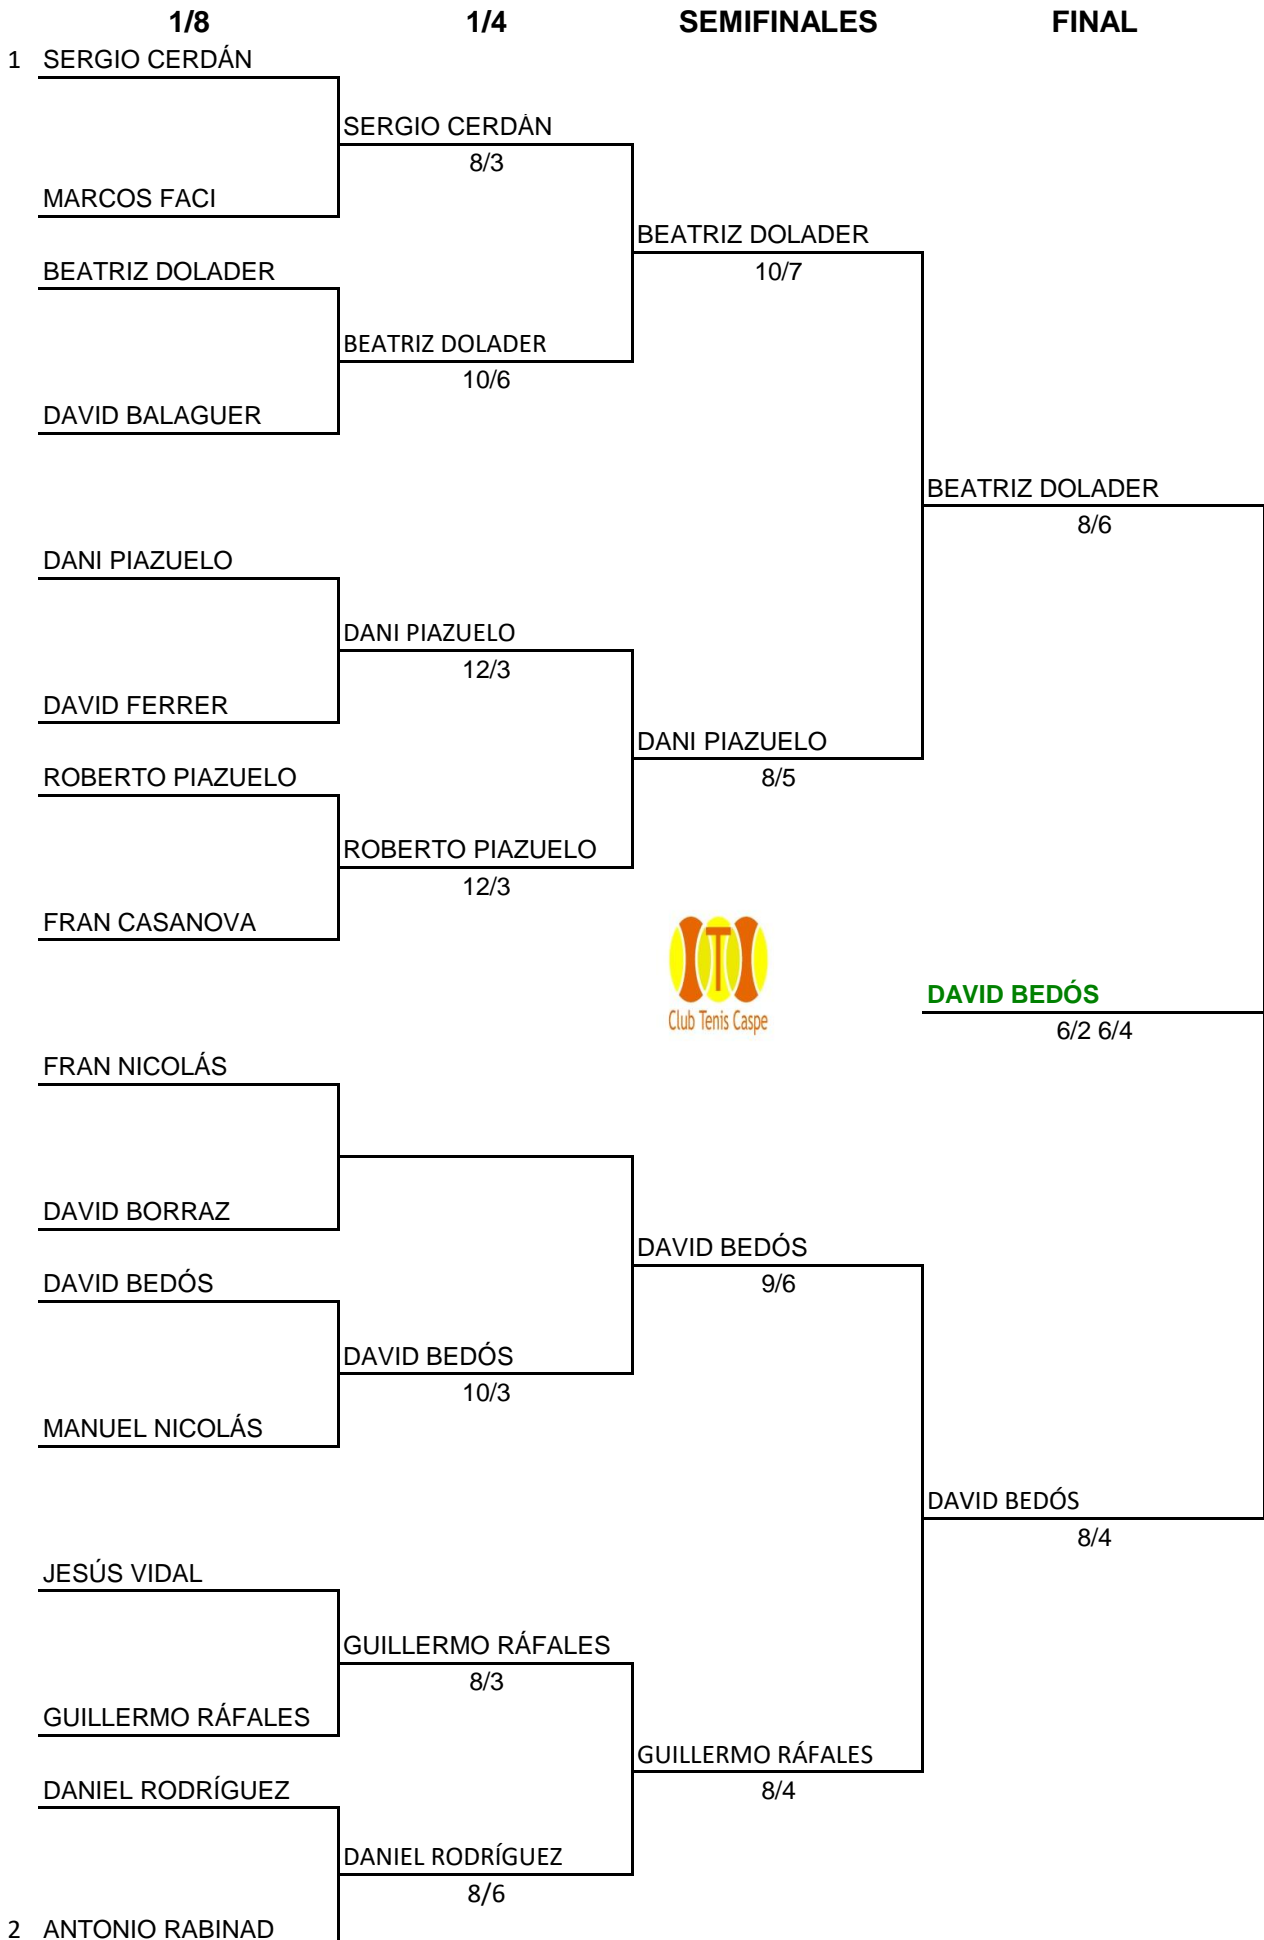 1/8 1/4 SEMIFINALES FINAL
1 SERGIO CERDÁN
SERGIO CERDÁN
8/3
MARCOS FACI
BEATRIZ DOLADER
10/7
BEATRIZ DOLADER
BEATRIZ DOLADER
10/6
DAVID BALAGUER
BEATRIZ DOLADER
8/6
DANI PIAZUELO
DANI PIAZUELO
12/3
DAVID FERRER
DANI PIAZUELO
8/5
ROBERTO PIAZUELO
ROBERTO PIAZUELO
12/3
FRAN CASANOVA
Club Tenis Caspe
DAVID BEDÓS
6/2 6/4
FRAN NICOLÁS
DAVID BORRAZ
DAVID BEDÓS
9/6
DAVID BEDÓS
DAVID BEDÓS
10/3
MANUEL NICOLÁS
DAVID BEDÓS
8/4
JESÚS VIDAL
GUILLERMO RÁFALES
8/3
GUILLERMO RÁFALES
GUILLERMO RÁFALES
8/4
DANIEL RODRÍGUEZ
DANIEL RODRÍGUEZ
8/6
2 ANTONIO RABINAD